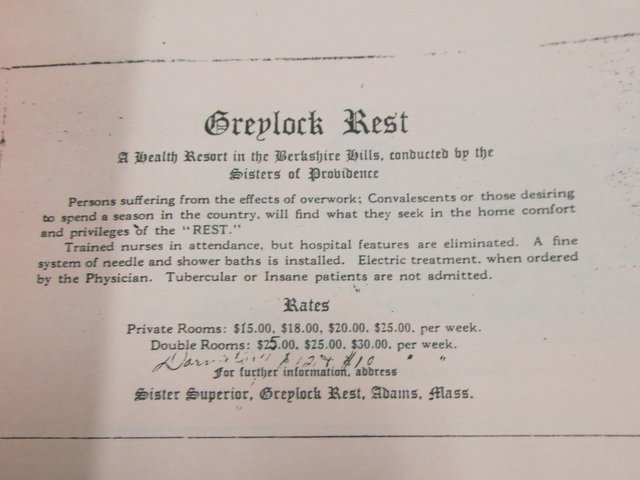 Greylock Rest
A Health Resort in the Berkshire Hills, conducted by the
Sisters of Providence
Persons suffering from the effects of overwork; Convalescents or those desiring
to spend a season in the country, will find what they seek in the home comfort
and privileges of the "REST."
Trained nurses in attendance, but hospital features are eliminated. A fine
system of needle and shower baths is installed. Electric treatment, when ordered
by the Physician. Tubercular or Insane patients are not admitted.
Rates
Private Rooms: $15.00, $18.00, $20.00, $25.00, per week.
Double Rooms: $25.00, $25.00, $30.00, per week.
$12 + $10 " "
For further information, address
Sister Superior, Greylock Rest, Adams, Mass.